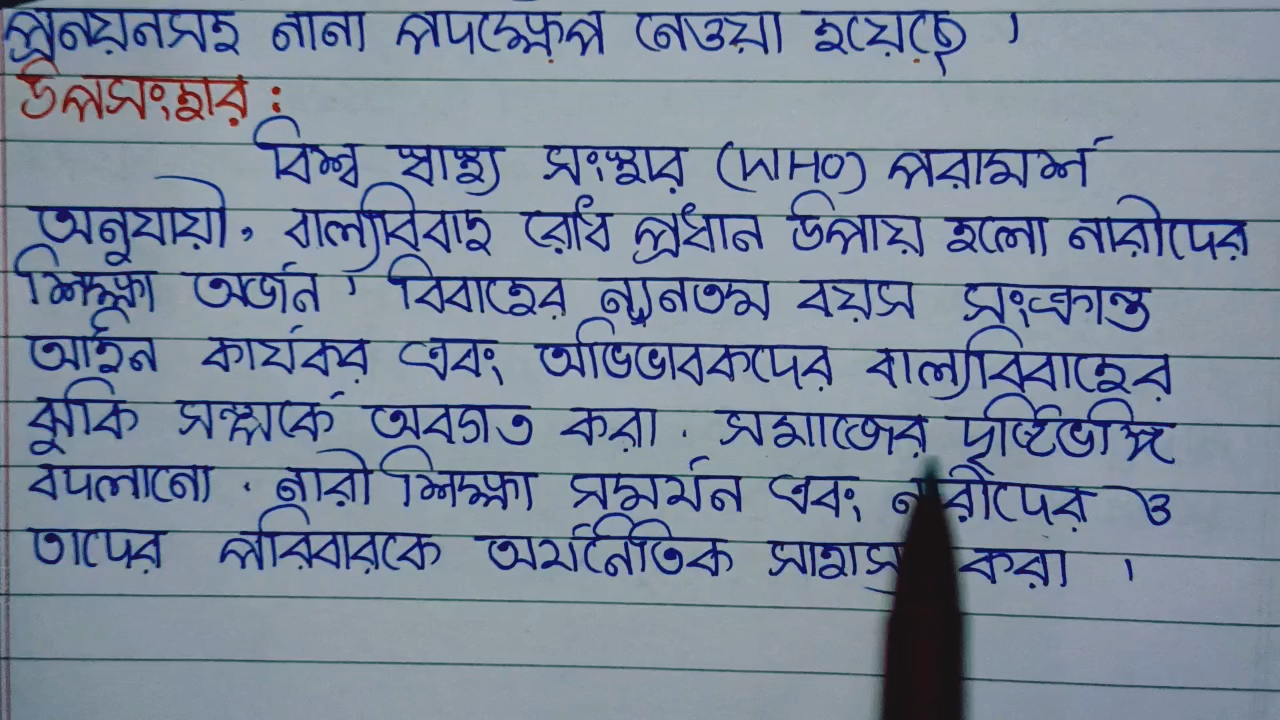 প্রনয়নসহ নানা পদক্ষেপ নেওয়া হয়েছে ।
উপসংহার :
বিশ্ব স্বাস্থ্য সংস্থার (WHO) পরামর্শ
অনুযায়ী, বাল্যবিবাহ রোধি প্রধান উপায় হলো নারীদের
শিক্ষা অর্জন, বিবাহের ন্যূনতম বয়স সংক্রান্ত
আইন কার্যকর এবং অভিভাবকদের বাল্যবিবাহের
ঝুকি সম্পর্কে অবগত করা, সমাজের দৃষ্টিভঙ্গি
বদলানো, নারী শিক্ষা সমর্থন এবং নারীদের ও
তাদের পরিবারকে অর্থনৈতিক করা ।